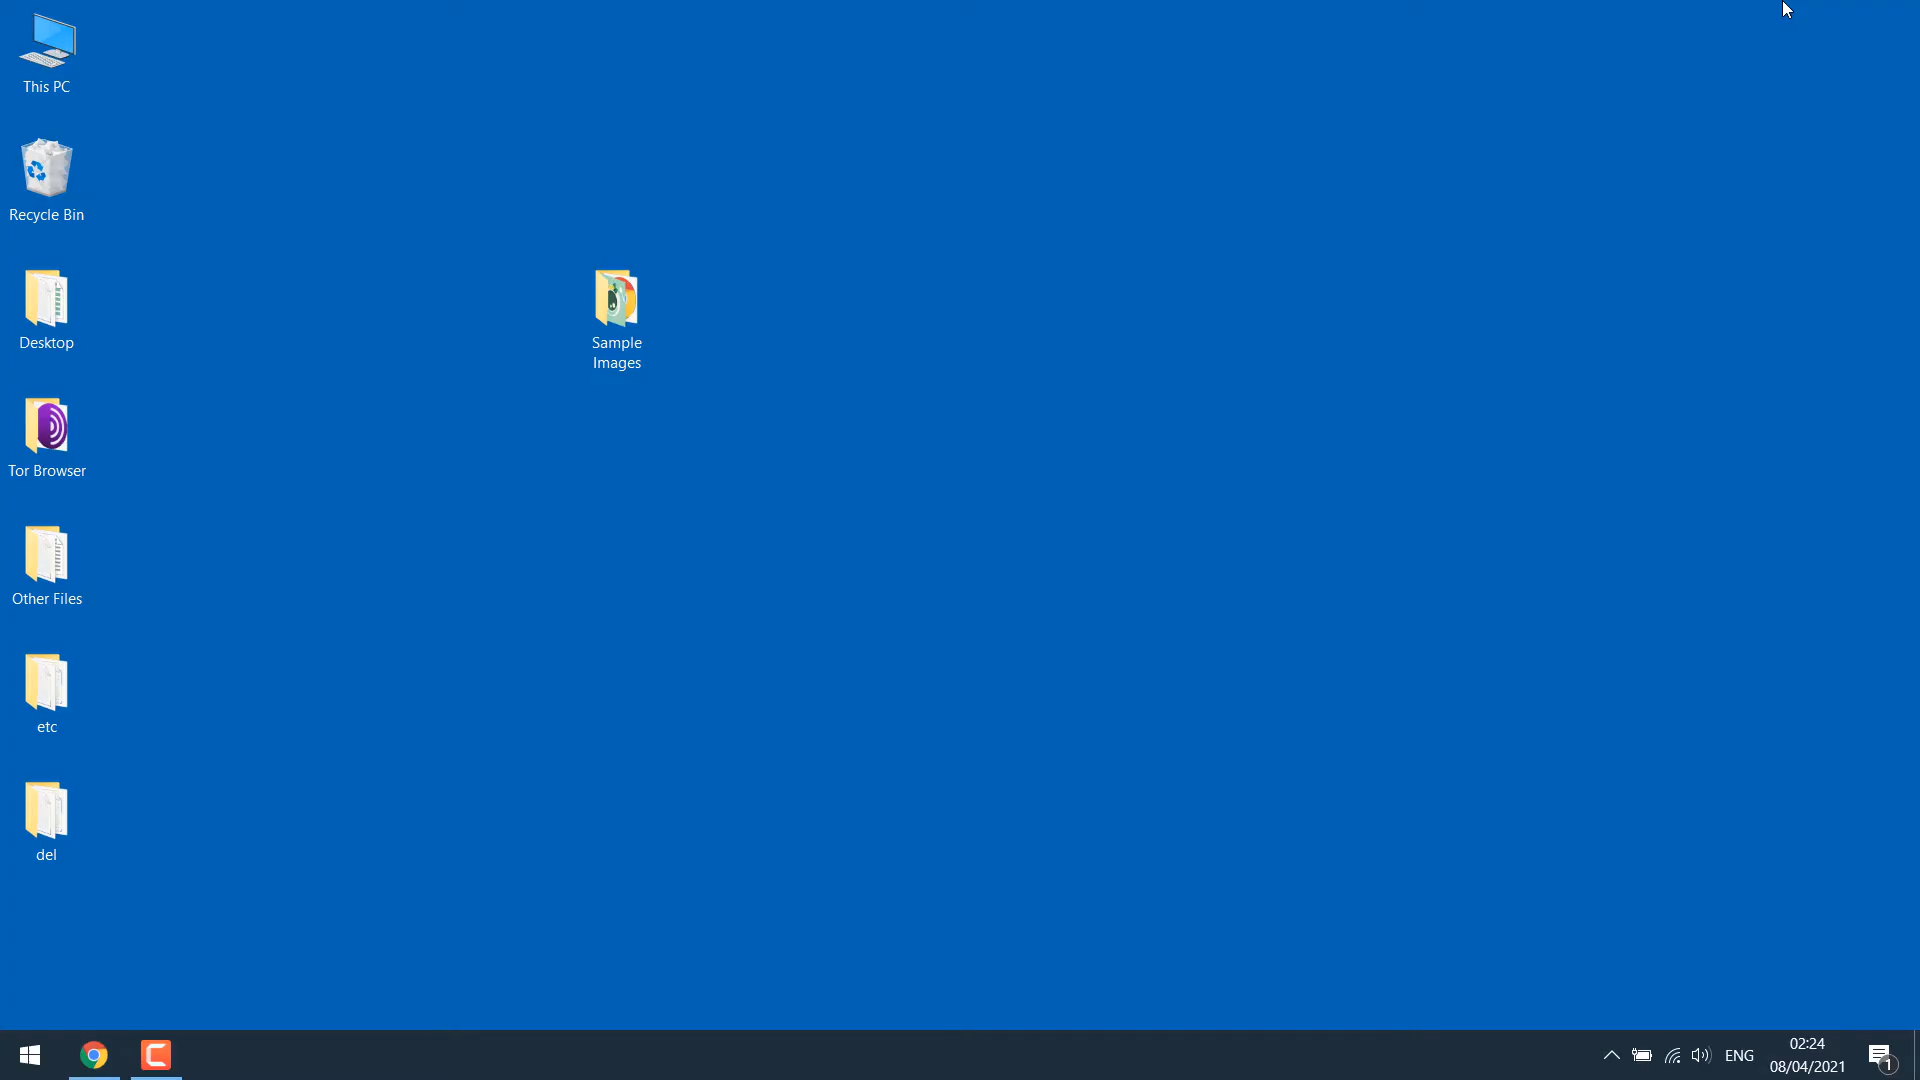 This PC
Recycle Bin
Desktop
Sample
Images
Tor Browser
Other Files
etc
del
ENG
02:24
08/04/2021
1